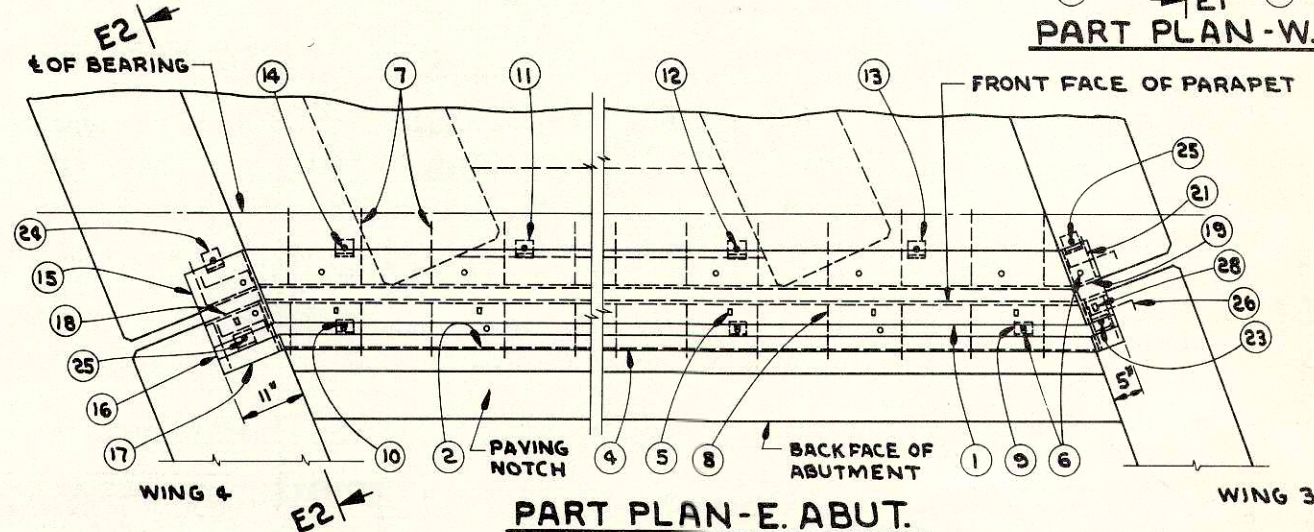 E1
PART PLAN-W.
E2
℄ OF BEARING
14
7
11
12
13
FRONT FACE OF PARAPET
25
21
19
28
26
23
24
15
18
25
16
17
11"
5"
10
2
PAVING
NOTCH
4
5
8
BACKFACE OF
ABUTMENT
1
9
6
WING 4
WING 3
E2
PART PLAN-E. ABUT.